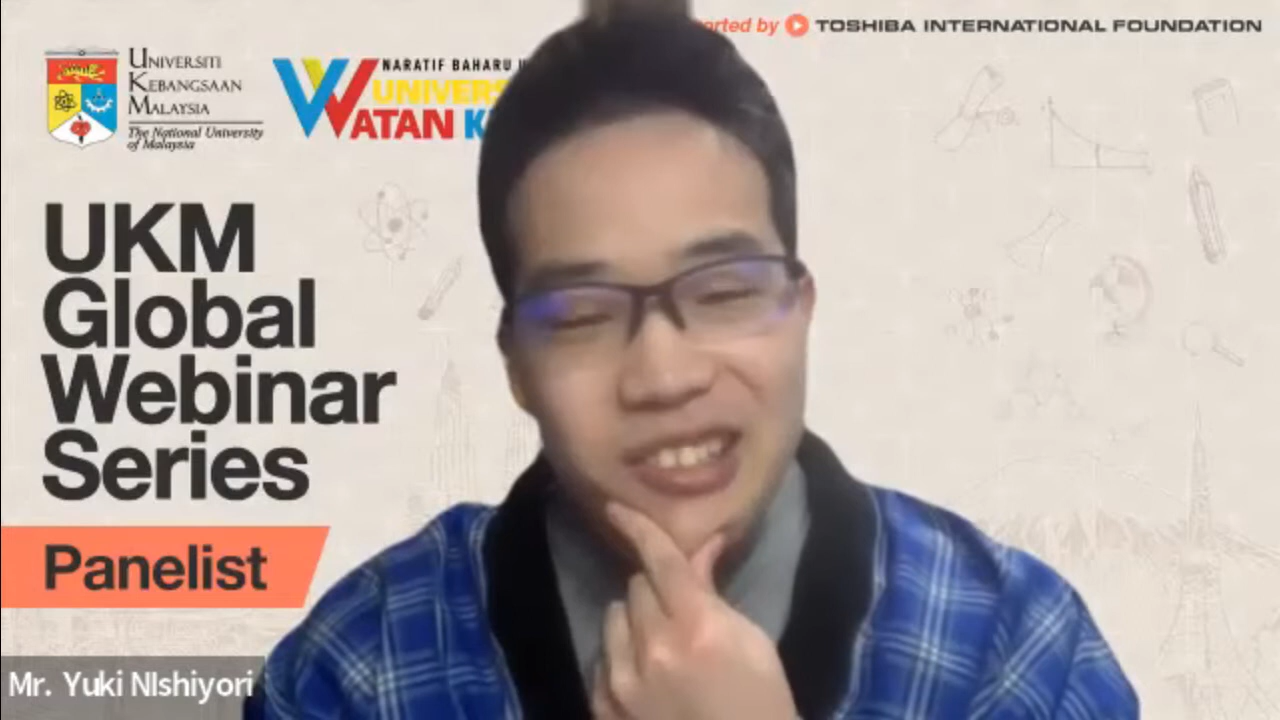 orted by TOSHIBA INTERNATIONAL FOUNDATION
UNIVERSITI
KEBANGSAAN
MALAYSIA
The National University
of Malaysia
NARATIF BAHARU
UNIVERS
WATAN K
UKM
Global
Webinar
Series
Panelist
Mr. Yuki NIshiyori